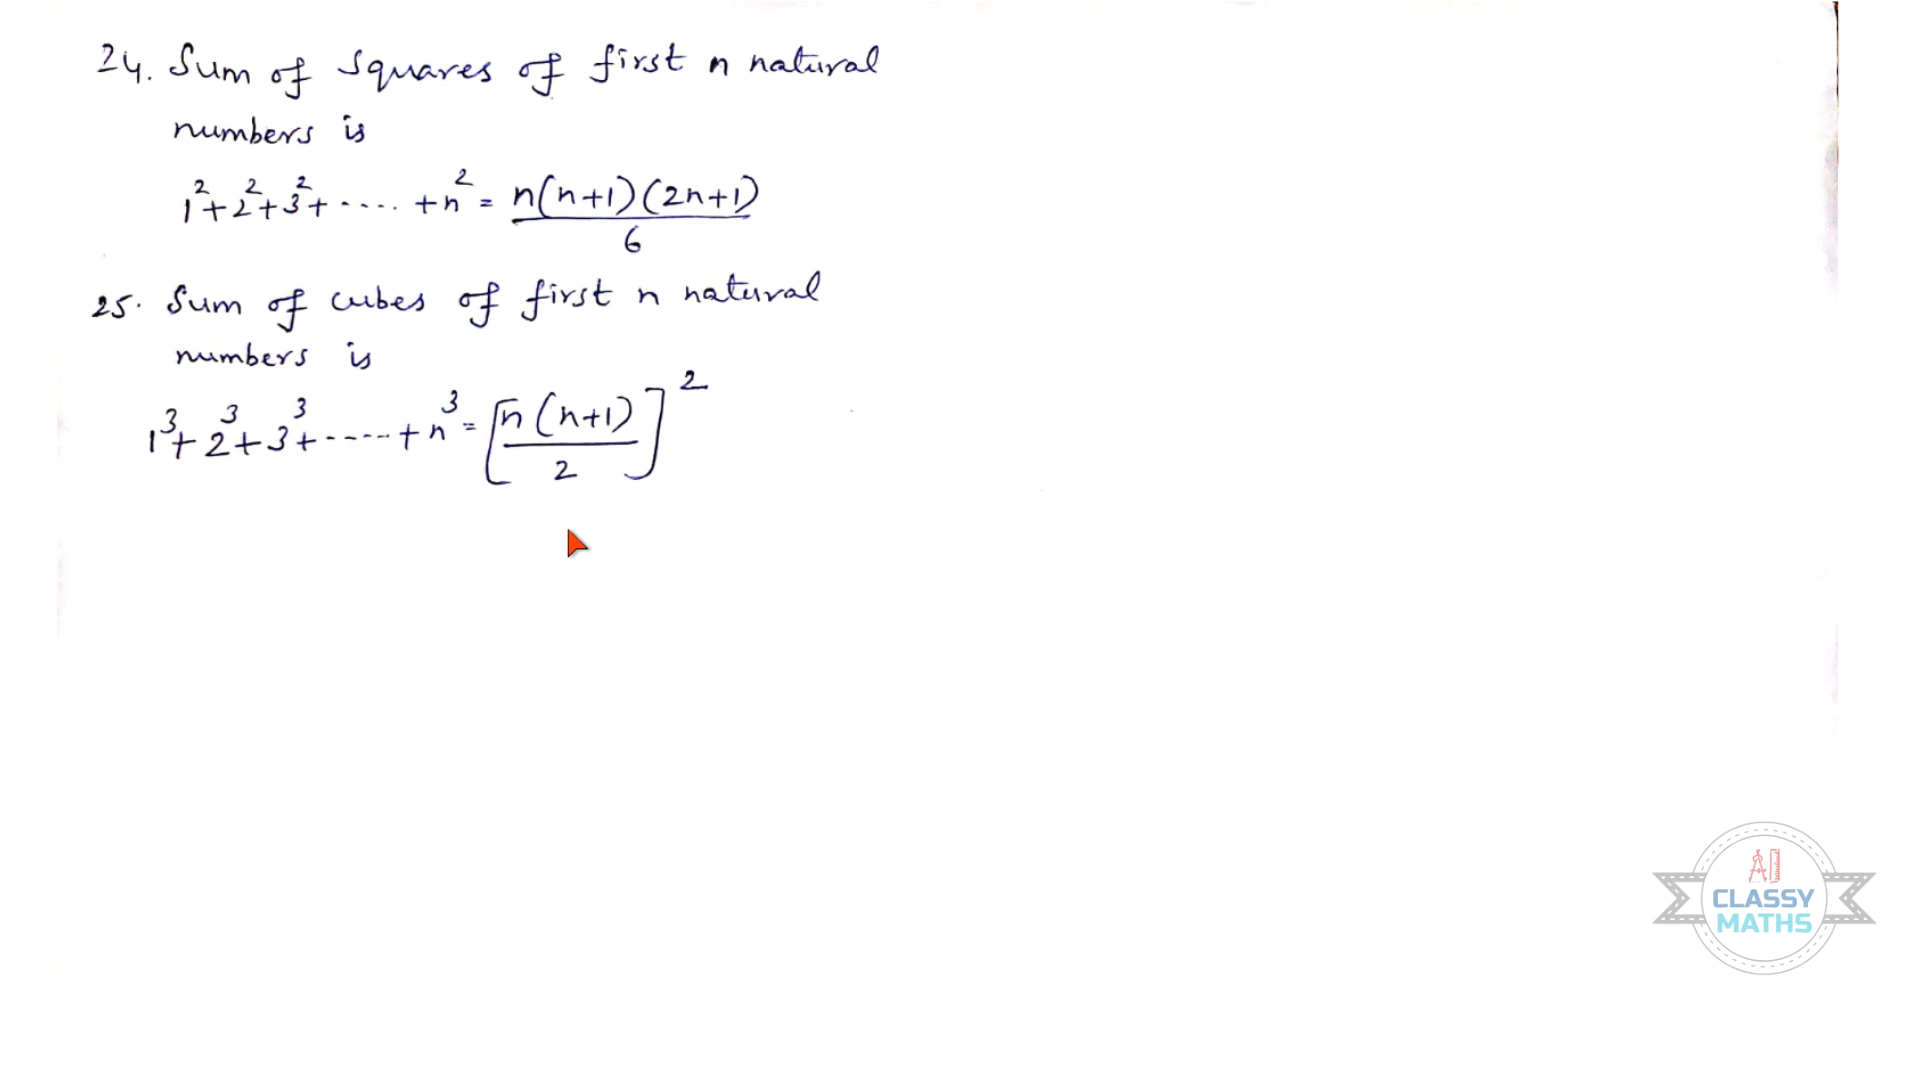 24. Sum of squares of first n natural
numbers is
1² + 2² + 3² + ---- + n² = n(n+1)(2n+1)/6
25. Sum of cubes of first n natural
numbers is
1³ + 2³ + 3³ + ----- + n³ = [n(n+1)/2]²
CLASSY
MATHS